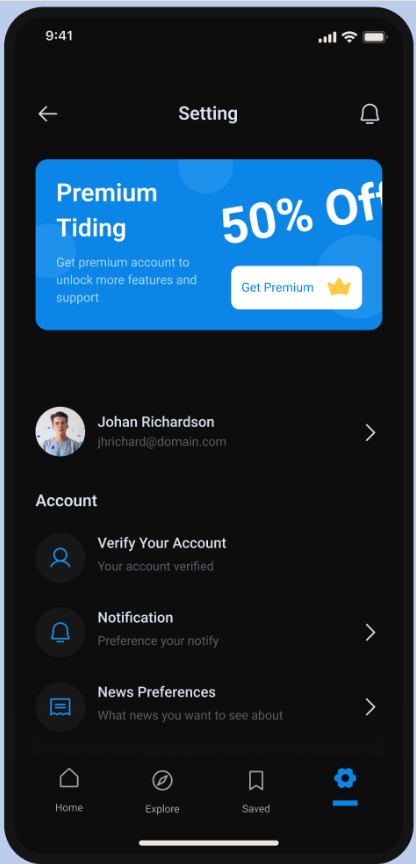 9:41
Setting
Premium
Tiding
50% Off
Get premium account to
unlock more features and
support
Get Premium
Johan Richardson
jhrichard@domain.com
Account
Verify Your Account
Your account verified
Notification
Preference your notify
News Preferences
What news you want to see about
Home
Explore
Saved